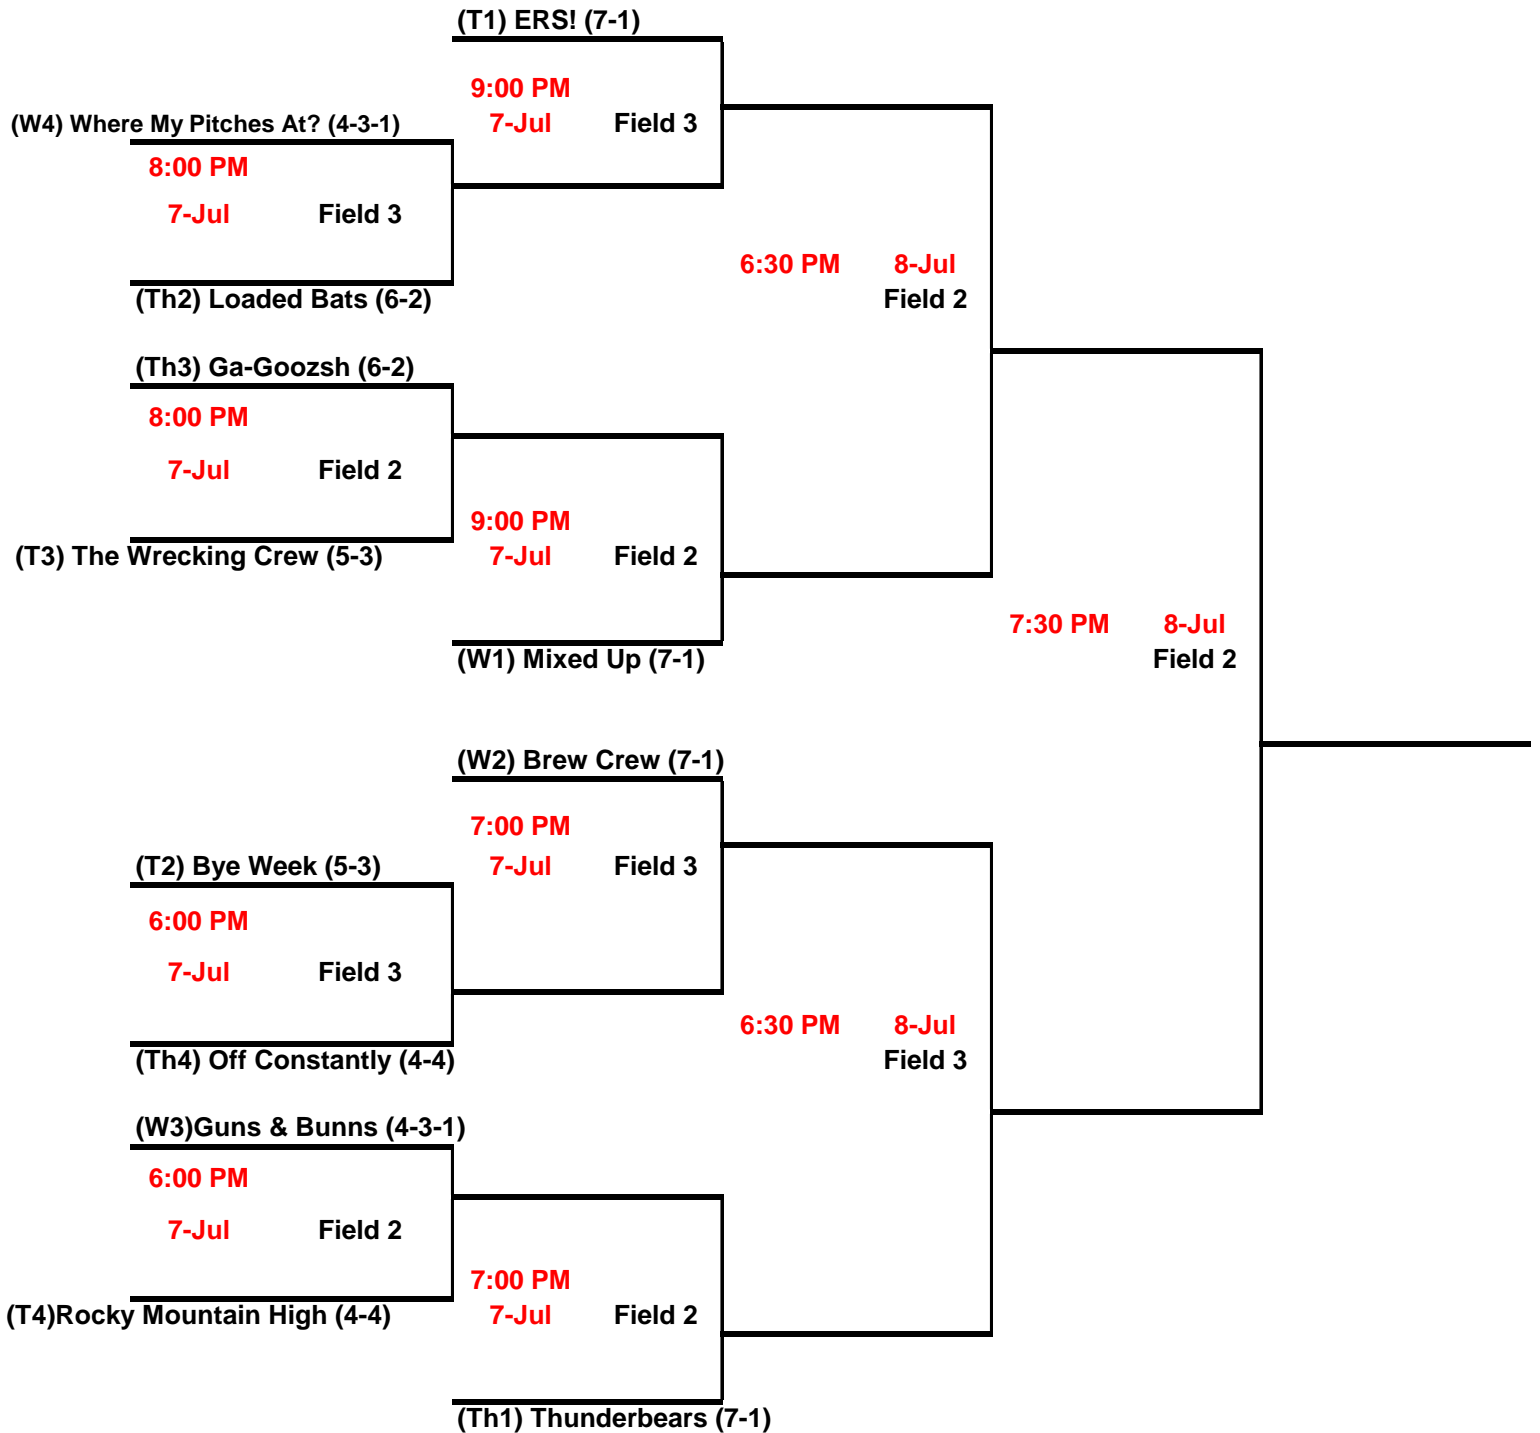 (T1) ERS! (7-1)
9:00 PM
7-Jul Field 3
(W4) Where My Pitches At? (4-3-1)
8:00 PM
7-Jul Field 3
(Th2) Loaded Bats (6-2)
6:30 PM 8-Jul
Field 2
(Th3) Ga-Goozsh (6-2)
8:00 PM
7-Jul Field 2
(T3) The Wrecking Crew (5-3)
9:00 PM
7-Jul Field 2
(W1) Mixed Up (7-1)
7:30 PM 8-Jul
Field 2
(W2) Brew Crew (7-1)
7:00 PM
7-Jul Field 3
(T2) Bye Week (5-3)
6:00 PM
7-Jul Field 3
(Th4) Off Constantly (4-4)
6:30 PM 8-Jul
Field 3
(W3)Guns & Bunns (4-3-1)
6:00 PM
7-Jul Field 2
(T4)Rocky Mountain High (4-4)
7:00 PM
7-Jul Field 2
(Th1) Thunderbears (7-1)